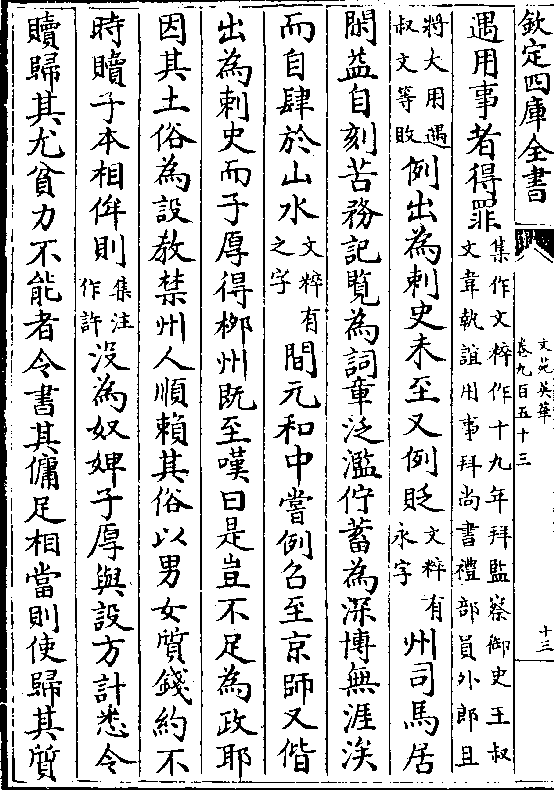 欽定四庫全書
文苑英華
卷九百五十三
十三
遇用事者得罪集作文粹作十九年拜監察御史王叔文韋執誼用事拜尚書禮部員外郎且
將大用遇叔文等敗例出為刺史未至又例貶文粹有永字州司馬居
閑益自刻苦務記覽為詞章泛濫停蓄為深博無涯涘
而自肆於山水文粹有之字間元和中嘗例召至京師又偕
出為刺史而子厚得桺州既至嘆曰是豈不足為政耶
因其土俗為設教禁州人順賴其俗以男女質錢約不
時贖子本相侔則集注作許沒為奴婢子厚與設方計悉令
贖歸其尤貧力不能者令書其傭足相當則使歸其質